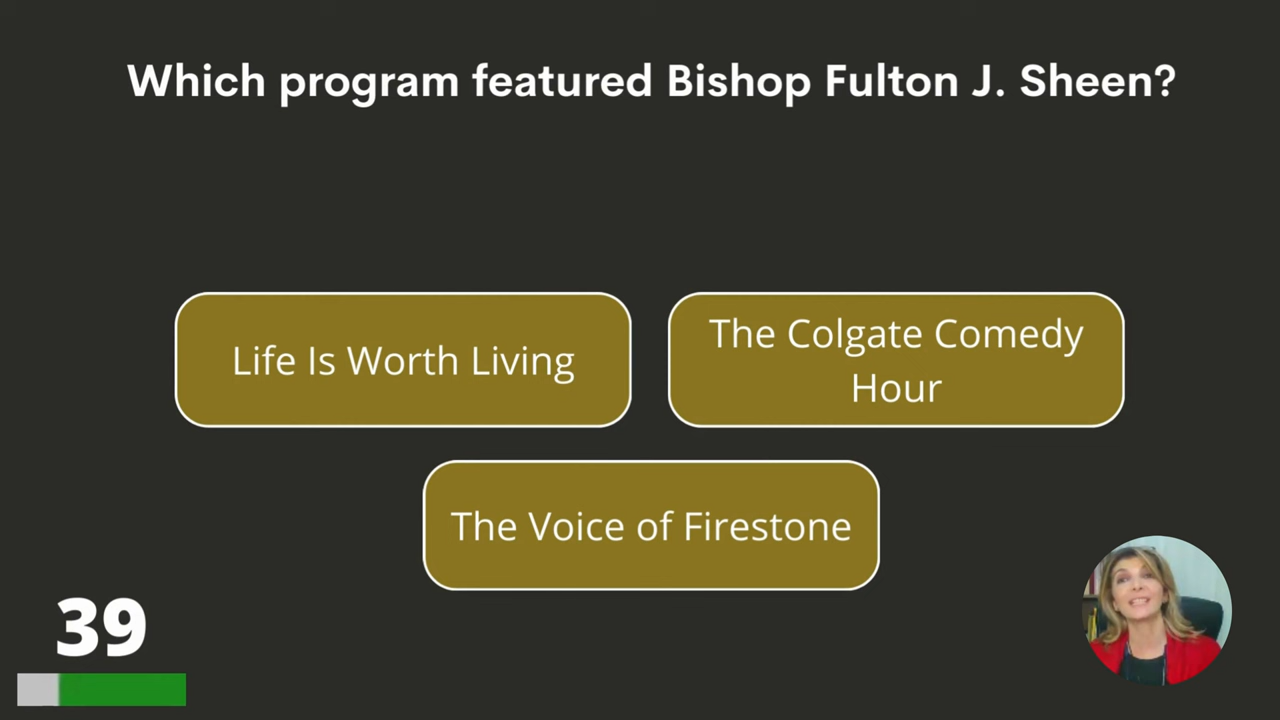 Which program featured Bishop Fulton J. Sheen?
Life Is Worth Living
The Colgate Comedy
Hour
The Voice of Firestone
39